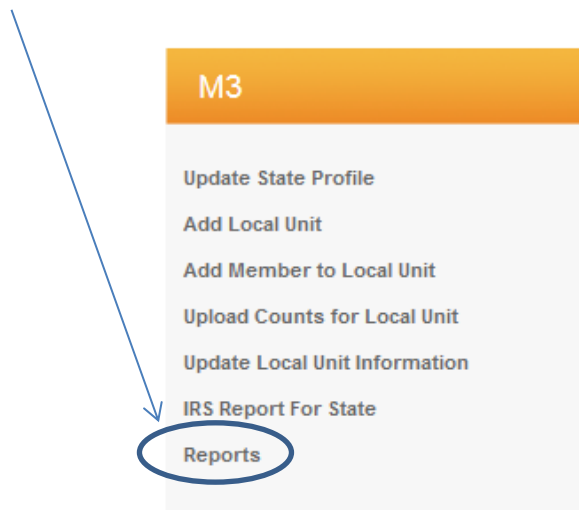 M3
Update State Profile
Add Local Unit
Add Member to Local Unit
Upload Counts for Local Unit
Update Local Unit Information
IRS Report For State
Reports